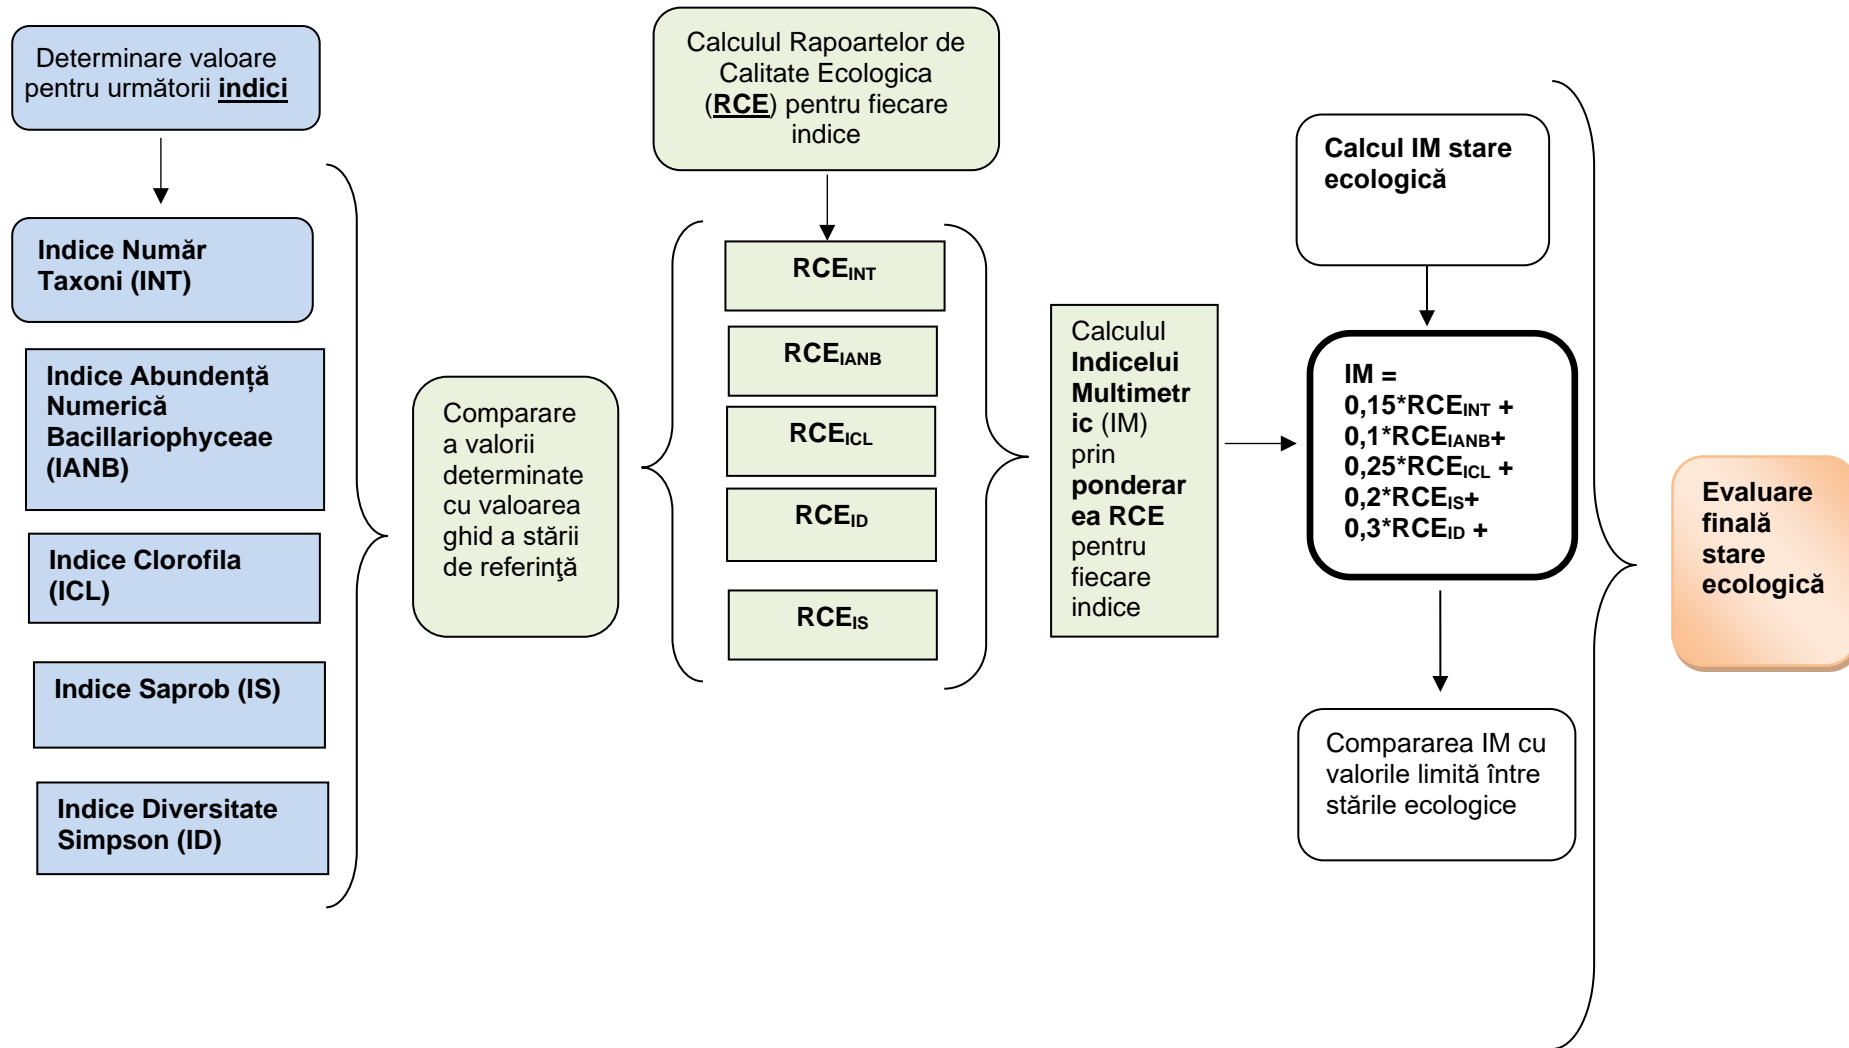 Determinare valoare
pentru următorii indici
Indice Număr
Taxoni (INT)
Indice Abundență
Numerică
Bacillariophyceae
(IANB)
Indice Clorofila
(ICL)
Indice Saprob (IS)
Indice Diversitate
Simpson (ID)
Comparare
a valorii
determinate
cu valoarea
ghid a stării
de referinţă
Calculul Rapoartelor de
Calitate Ecologica
(RCE) pentru fiecare
indice
RCEINT
RCEIANB
RCEICL
RCEID
RCEIS
Calculul
Indicelui
Multimetr
ic (IM)
prin
ponderar
ea RCE
pentru
fiecare
indice
Calcul IM stare
ecologică
IM =
0,15*RCEINT +
0,1*RCEIANB+
0,25*RCEICL +
0,2*RCEIS+
0,3*RCEID +
Compararea IM cu
valorile limită între
stările ecologice
Evaluare
finală
stare
ecologică